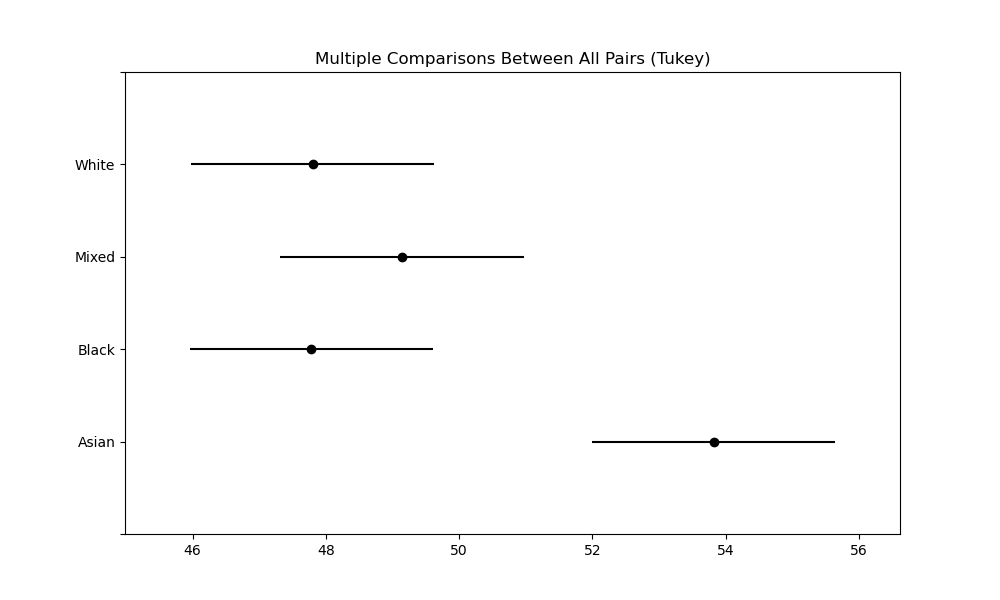 Multiple Comparisons Between All Pairs (Tukey)
White
Mixed
Black
Asian
46 48 50 52 54 56